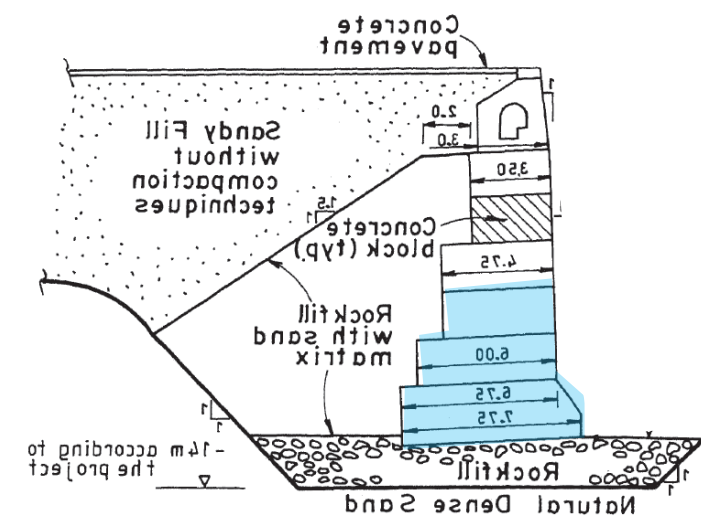 Concrete
pavement
1
2.0
3.0
Sandy Fill
without
compaction
techniques
3.50
1.5
1
1
Concrete
block (typ.)
4.75
Rockfill
with sand
matrix
6.00
6.75
7.75
1
1
-14m according to
the project
Rockfill
1
1
Natural Dense Sand